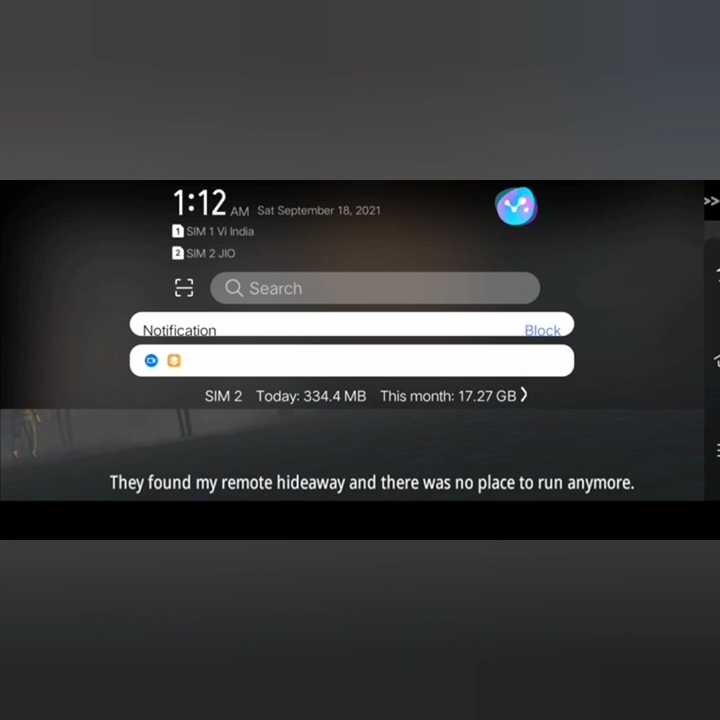 1:12 AM Sat September 18, 2021
1 SIM 1 Vi India
2 SIM 2 JIO
Search
Notification Block
SIM 2 Today: 334.4 MB This month: 17.27 GB
They found my remote hideaway and there was no place to run anymore.